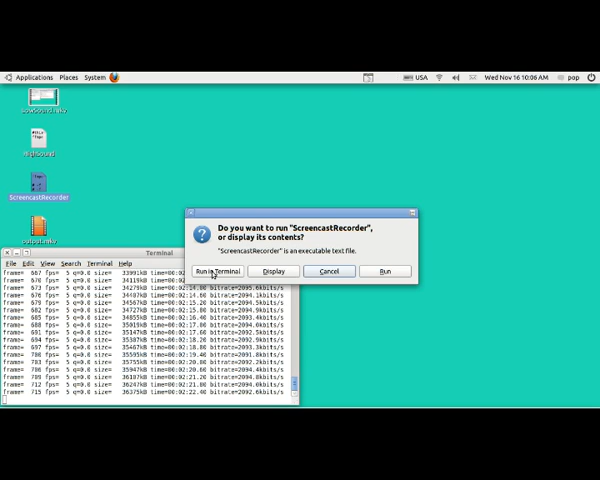 Applications Places System USA Wed Nov 16 10:06 AM pop
HighSound
ScreencastRecorder
output.mkv
Do you want to run "ScreencastRecorder",
or display its contents?
"ScreencastRecorder" is an executable text file.
Run in Terminal Display Cancel Run
Terminal
File Edit View Search Terminal Help
frame= 667 fps= 5 q=0.0 size= 33991kB time=00:02
frame= 670 fps= 5 q=0.0 size= 34119kB time=00:02
frame= 673 fps= 5 q=0.0 size= 34279kB time=00:02:14.00 bitrate=2095.6kbits/s
frame= 676 fps= 5 q=0.0 size= 34407kB time=00:02:14.60 bitrate=2094.0kbits/s
frame= 679 fps= 5 q=0.0 size= 34567kB time=00:02:15.20 bitrate=2094.5kbits/s
frame= 682 fps= 5 q=0.0 size= 34727kB time=00:02:15.80 bitrate=2094.9kbits/s
frame= 685 fps= 5 q=0.0 size= 34855kB time=00:02:16.40 bitrate=2093.4kbits/s
frame= 688 fps= 5 q=0.0 size= 35019kB time=00:02:17.00 bitrate=2094.0kbits/s
frame= 691 fps= 5 q=0.0 size= 35147kB time=00:02:17.60 bitrate=2092.5kbits/s
frame= 694 fps= 5 q=0.0 size= 35307kB time=00:02:18.20 bitrate=2092.9kbits/s
frame= 697 fps= 5 q=0.0 size= 35467kB time=00:02:18.80 bitrate=2093.3kbits/s
frame= 700 fps= 5 q=0.0 size= 35595kB time=00:02:19.40 bitrate=2091.8kbits/s
frame= 703 fps= 5 q=0.0 size= 35755kB time=00:02:20.00 bitrate=2092.2kbits/s
frame= 706 fps= 5 q=0.0 size= 35947kB time=00:02:20.60 bitrate=2094.4kbits/s
frame= 709 fps= 5 q=0.0 size= 36107kB time=00:02:21.20 bitrate=2094.8kbits/s
frame= 712 fps= 5 q=0.0 size= 36247kB time=00:02:21.80 bitrate=2094.0kbits/s
frame= 715 fps= 5 q=0.0 size= 36375kB time=00:02:22.40 bitrate=2092.6kbits/s